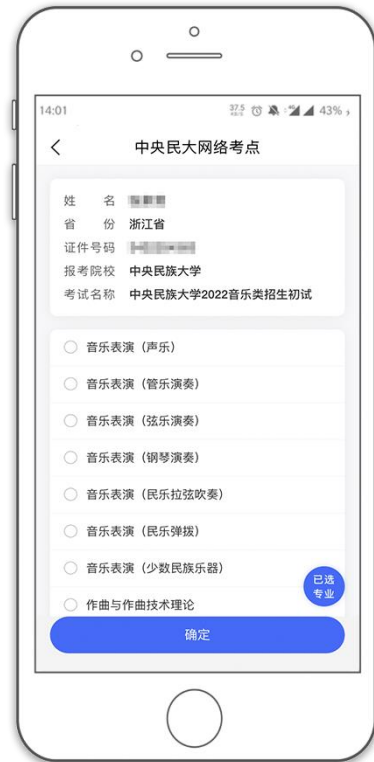 14:01
37.5
KB/S
43%
中央民大网络考点
姓 名
省 份 浙江省
证件号码
报考院校 中央民族大学
考试名称 中央民族大学2022音乐类招生初试
音乐表演（声乐）
音乐表演（管乐演奏）
音乐表演（弦乐演奏）
音乐表演（钢琴演奏）
音乐表演（民乐拉弦吹奏）
音乐表演（民乐弹拨）
音乐表演（少数民族乐器）
已选
专业
作曲与作曲技术理论
确定